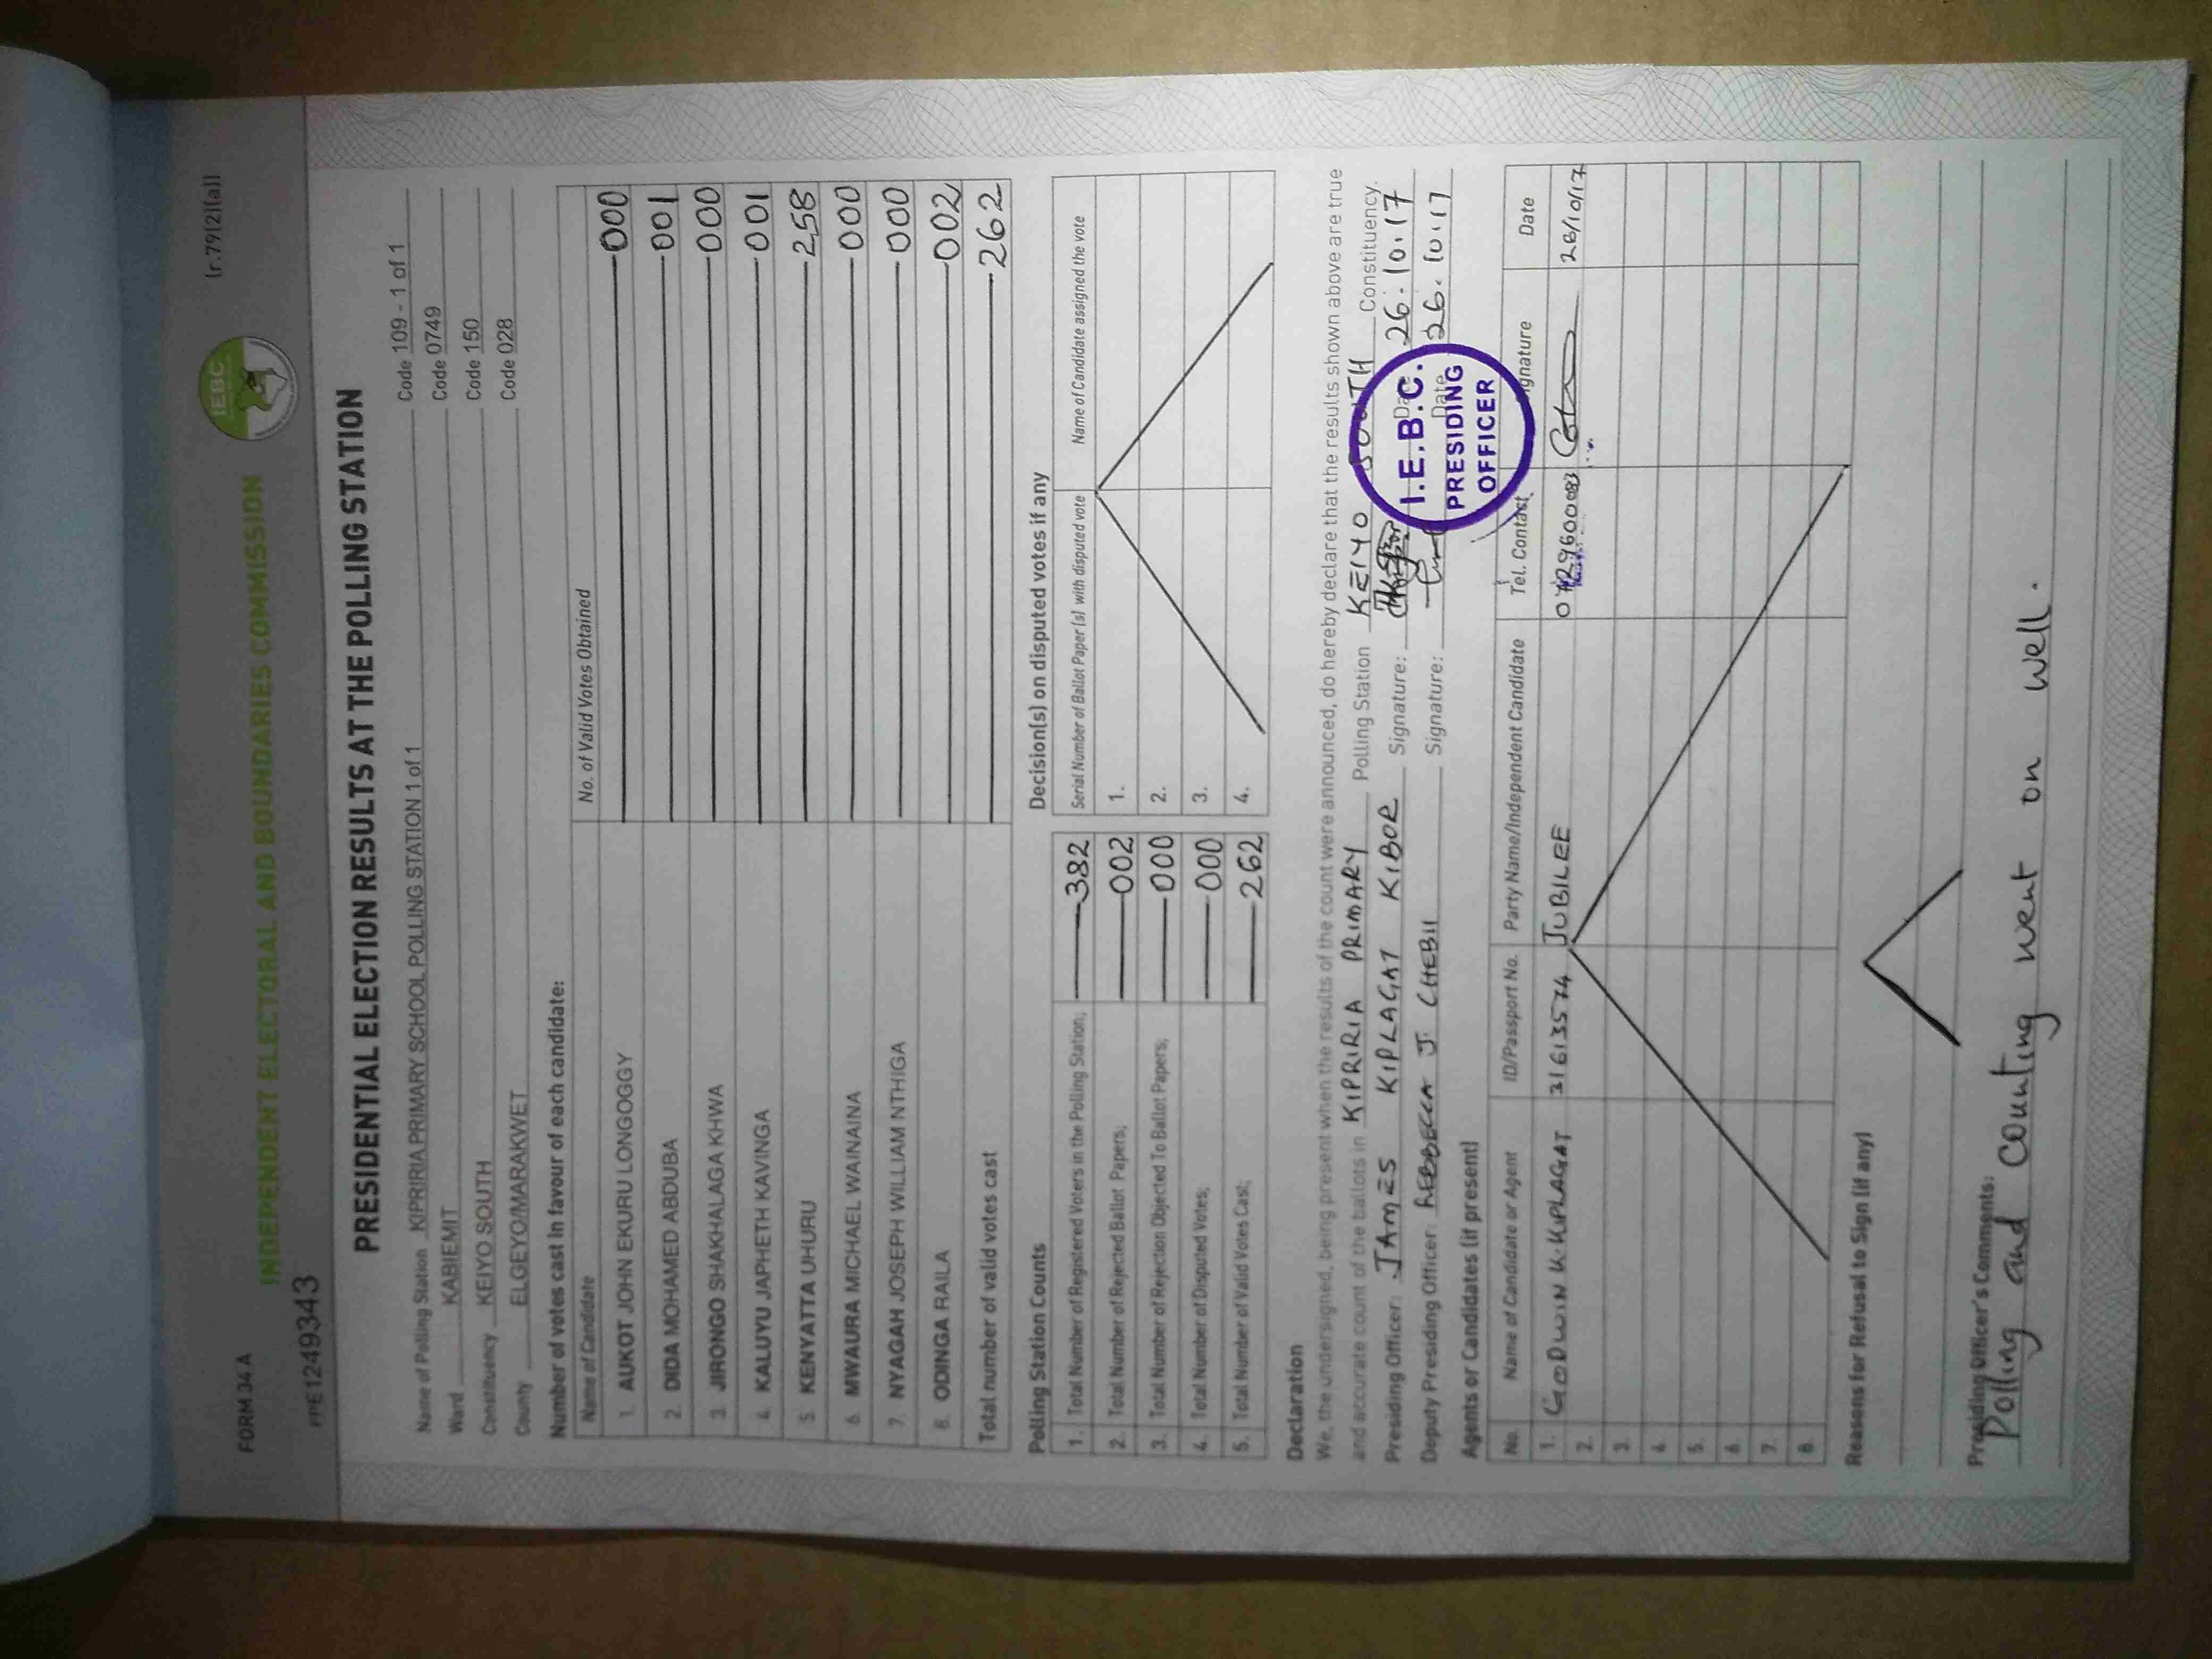 FORM 34 A
(r.79(2)(a))
INDEPENDENT ELECTORAL AND BOUNDARIES COMMISSION
IEBC
PPE1249343
PRESIDENTIAL ELECTION RESULTS AT THE POLLING STATION
Name of Polling Station KIPRIRIA PRIMARY SCHOOL POLLING STATION 1 of 1 Code 109 - 1 of 1
Ward KABIEMIT Code 0749
Constituency KEIYO SOUTH Code 150
County ELGEYO/MARAKWET Code 028
Number of votes cast in favour of each candidate:
Name of Candidate No. of Valid Votes Obtained
1. AUKOT JOHN EKURU LONGOGGY 000
2. DIDA MOHAMED ABDUBA 001
3. JIRONGO SHAKHALAGA KHWA 000
4. KALUYU JAPHETH KAVINGA 001
5. KENYATTA UHURU 258
6. MWAURA MICHAEL WAINAINA 000
7. NYAGAH JOSEPH WILLIAM NTHIGA 000
8. ODINGA RAILA 002
Total number of valid votes cast 262
Polling Station Counts
1. Total Number of Registered Voters in the Polling Station; 382
2. Total Number of Rejected Ballot Papers; 002
3. Total Number of Rejection Objected To Ballot Papers; 000
4. Total Number of Disputed Votes; 000
5. Total Number of Valid Votes Cast; 262
Decision(s) on disputed votes if any
Serial Number of Ballot Paper (s) with disputed vote Name of Candidate assigned the vote
1.
2.
3.
4.
Declaration
We, the undersigned, being present when the results of the count were announced, do hereby declare that the results shown above are true
and accurate count of the ballots in KIPRIRIA PRIMARY Polling Station KEIYO SOUTH Constituency.
Presiding Officer: JAMES KIPLAGAT KIBOR Signature: Date 26.10.17
Deputy Presiding Officer: REBBECCA J. CHEBII Signature: Date 26.10.17
I.E.B.C.
PRESIDING
OFFICER
Agents or Candidates (if present)
No. Name of Candidate or Agent ID/Passport No. Party Name/Independent Candidate Tel. Contact Signature Date
1. GODWIN K. KIPLAGAT 31613574 JUBILEE 26/10/17
2.
3.
4.
5.
6.
7.
8.
Reasons for Refusal to Sign (if any)
Presiding Officer's Comments:
Polling and counting went on well.